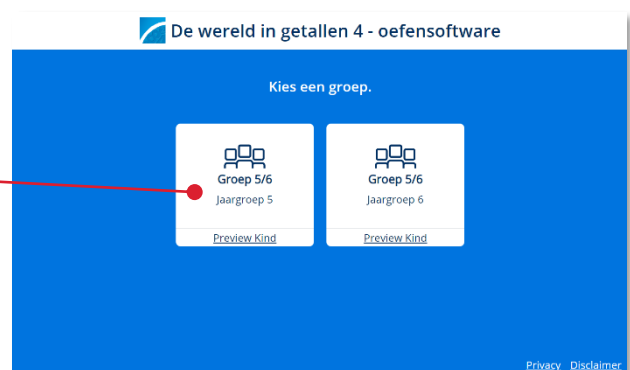 De wereld in getallen 4 - oefensoftware
Kies een groep.
Groep 5/6
Jaargroep 5
Preview Kind
Groep 5/6
Jaargroep 6
Preview Kind
Privacy Disclaimer